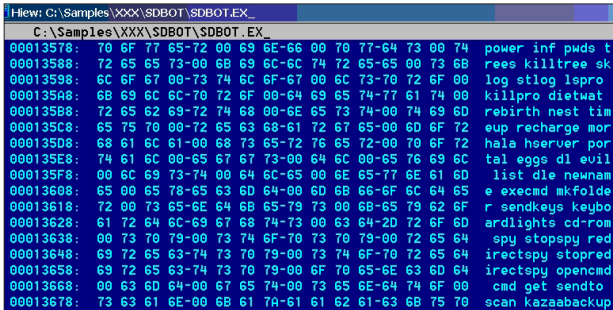 Hiew: C:\Samples\XXX\SDBOT\SDBOT.EX_
C:\Samples\XXX\SDBOT\SDBOT.EX_
00013578: 70 6F 77 65-72 00 69 6E-66 00 70 77-64 73 00 74 power inf pwds t
00013588: 72 65 65 73-00 6B 69 6C-6C 74 72 65-65 00 73 6B rees killtree sk
00013598: 6C 6F 67 00-73 74 6C 6F-67 00 6C 73-70 72 6F 00 log stlog lspro
000135A8: 6B 69 6C 6C-70 72 6F 00-64 69 65 74-77 61 74 00 killpro dietwat
000135B8: 72 65 62 69-72 74 68 00-6E 65 73 74-00 74 69 6D rebirth nest tim
000135C8: 65 75 70 00-72 65 63 68-61 72 67 65-00 6D 6F 72 eup recharge mor
000135D8: 68 61 6C 61-00 68 73 65-72 76 65 72-00 70 6F 72 hala hserver por
000135E8: 74 61 6C 00-65 67 67 73-00 64 6C 00-65 76 69 6C tal eggs dl evil
000135F8: 00 6C 69 73-74 00 64 6C-65 00 6E 65-77 6E 61 6D list dle newnam
00013608: 65 00 65 78-65 63 6D 64-00 6D 6B 66-6F 6C 64 65 e execmd mkfolde
00013618: 72 00 73 65-6E 64 6B 65-79 73 00 6B-65 79 62 6F r sendkeys keybo
00013628: 61 72 64 6C-69 67 68 74-73 00 63 64-2D 72 6F 6D ardlights cd-rom
00013638: 00 73 70 79-00 73 74 6F-70 73 70 79-00 72 65 64 spy stopspy red
00013648: 69 72 65 63-74 73 70 79-00 73 74 6F-70 72 65 64 irectspy stopred
00013658: 69 72 65 63-74 73 70 79-00 6F 70 65-6E 63 6D 64 irectspy opencmd
00013668: 00 63 6D 64-00 67 65 74-00 73 65 6E-64 74 6F 00 cmd get sendto
00013678: 73 63 61 6E-00 6B 61 7A-61 61 62 61-63 6B 75 70 scan kazaabackup